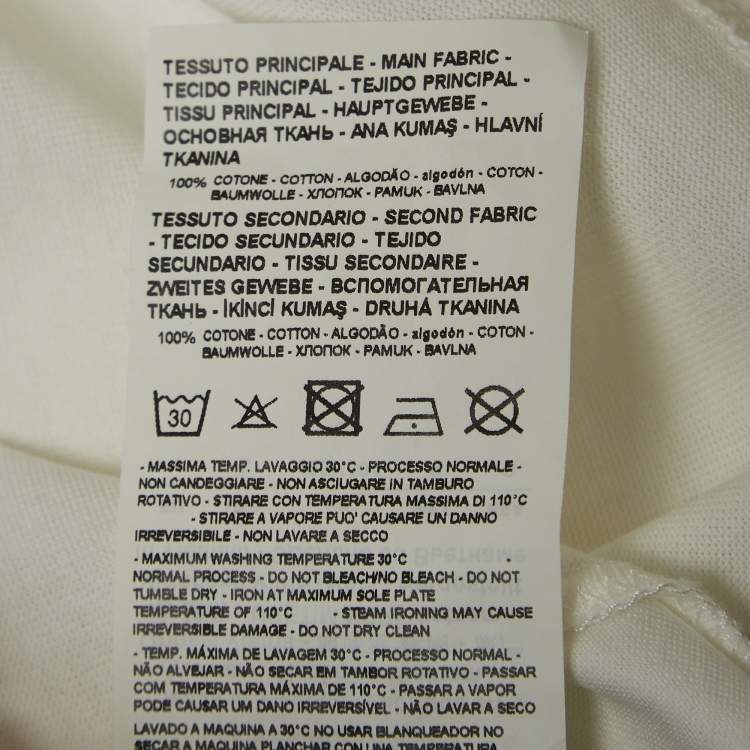 TESSUTO PRINCIPALE - MAIN FABRIC -
TECIDO PRINCIPAL - TEJIDO PRINCIPAL -
TISSU PRINCIPAL - HAUPTGEWEBE -
ОСНОВНАЯ ТКАНЬ - ANA KUMAŞ - HLAVNÍ
TKANINA
100% COTONE - COTTON - ALGODÃO - algodón - COTON -
BAUMWOLLE - ХЛОПОК - PAMUK - BAVLNA
TESSUTO SECONDARIO - SECOND FABRIC
- TECIDO SECUNDARIO - TEJIDO
SECUNDARIO - TISSU SECONDAIRE -
ZWEITES GEWEBE - ВСПОМОГАТЕЛЬНАЯ
ТКАНЬ - İKİNCİ KUMAŞ - DRUHÁ TKANINA
100% COTONE - COTTON - ALGODÃO - algodón - COTON -
BAUMWOLLE - ХЛОПОК - PAMUK - BAVLNA
30
- MASSIMA TEMP. LAVAGGIO 30°C - PROCESSO NORMALE -
NON CANDEGGIARE - NON ASCIUGARE IN TAMBURO
ROTATIVO - STIRARE CON TEMPERATURA MASSIMA DI 110°C
- STIRARE A VAPORE PUO' CAUSARE UN DANNO
IRREVERSIBILE - NON LAVARE A SECCO
- MAXIMUM WASHING TEMPERATURE 30°C -
NORMAL PROCESS - DO NOT BLEACH/NO BLEACH - DO NOT
TUMBLE DRY - IRON AT MAXIMUM SOLE PLATE
TEMPERATURE OF 110°C - STEAM IRONING MAY CAUSE
IRREVERSIBLE DAMAGE - DO NOT DRY CLEAN
- TEMP. MÁXIMA DE LAVAGEM 30°C - PROCESSO NORMAL -
NÃO ALVEJAR - NÃO SECAR EM TAMBOR ROTATIVO - PASSAR
COM TEMPERATURA MÁXIMA DE 110°C - PASSAR A VAPOR
PODE CAUSAR UM DANO IRREVERSÍVEL - NÃO LAVAR A SECO
LAVADO A MAQUINA A 30°C NO USAR BLANQUEADOR NO
SECAR A MAQUINA PLANCHAR CON UNA TEMPERATURA